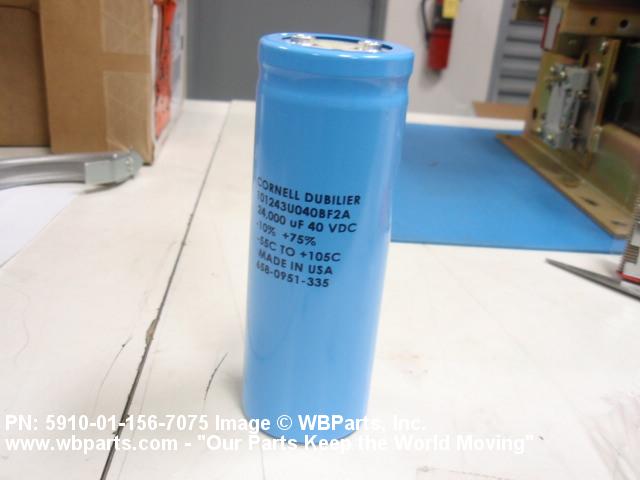 CORNELL DUBILIER
101243U040BF2A
24,000 uF 40 VDC
-10% +75%
-55C TO +105C
MADE IN USA
658-0951-335
PN: 5910-01-156-7075 Image © WBParts, Inc.
www.wbparts.com - "Our Parts Keep the World Moving"